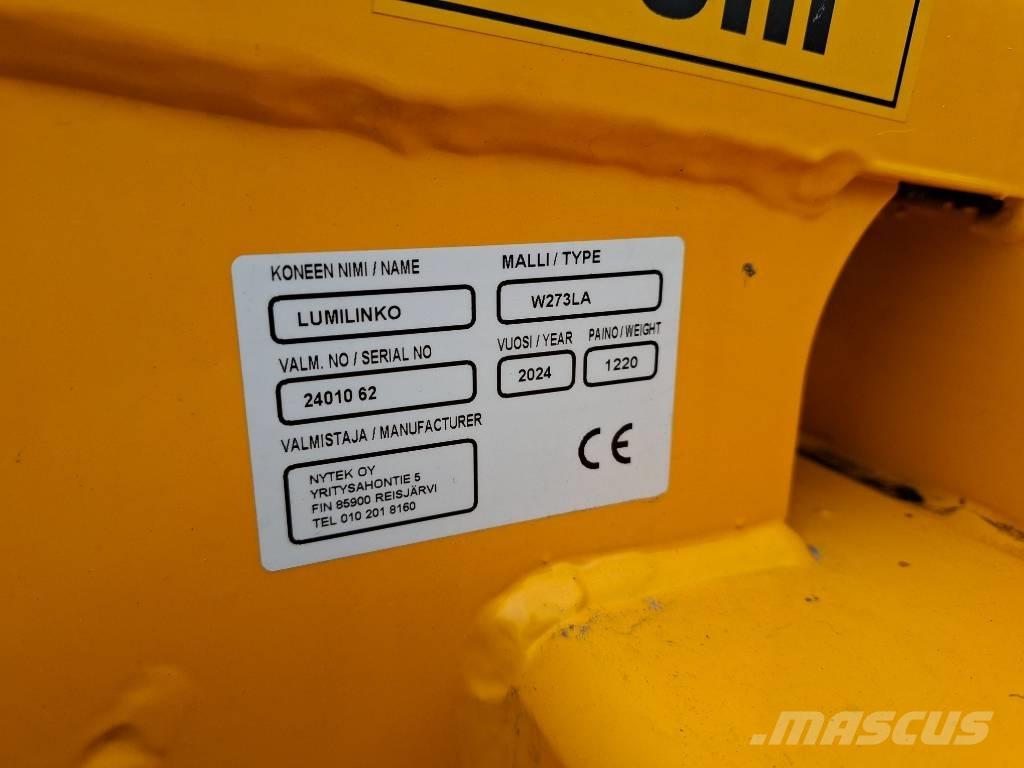 KONEEN NIMI / NAME
LUMILINKO
MALLI / TYPE
W273LA
VALM. NO / SERIAL NO
24010 62
VUOSI / YEAR
2024
PAINO / WEIGHT
1220
VALMISTAJA / MANUFACTURER
NYTEK OY
YRITYSAHONTIE 5
FIN 85900 REISJÄRVI
TEL 010 201 8160
CE
.MASCUS